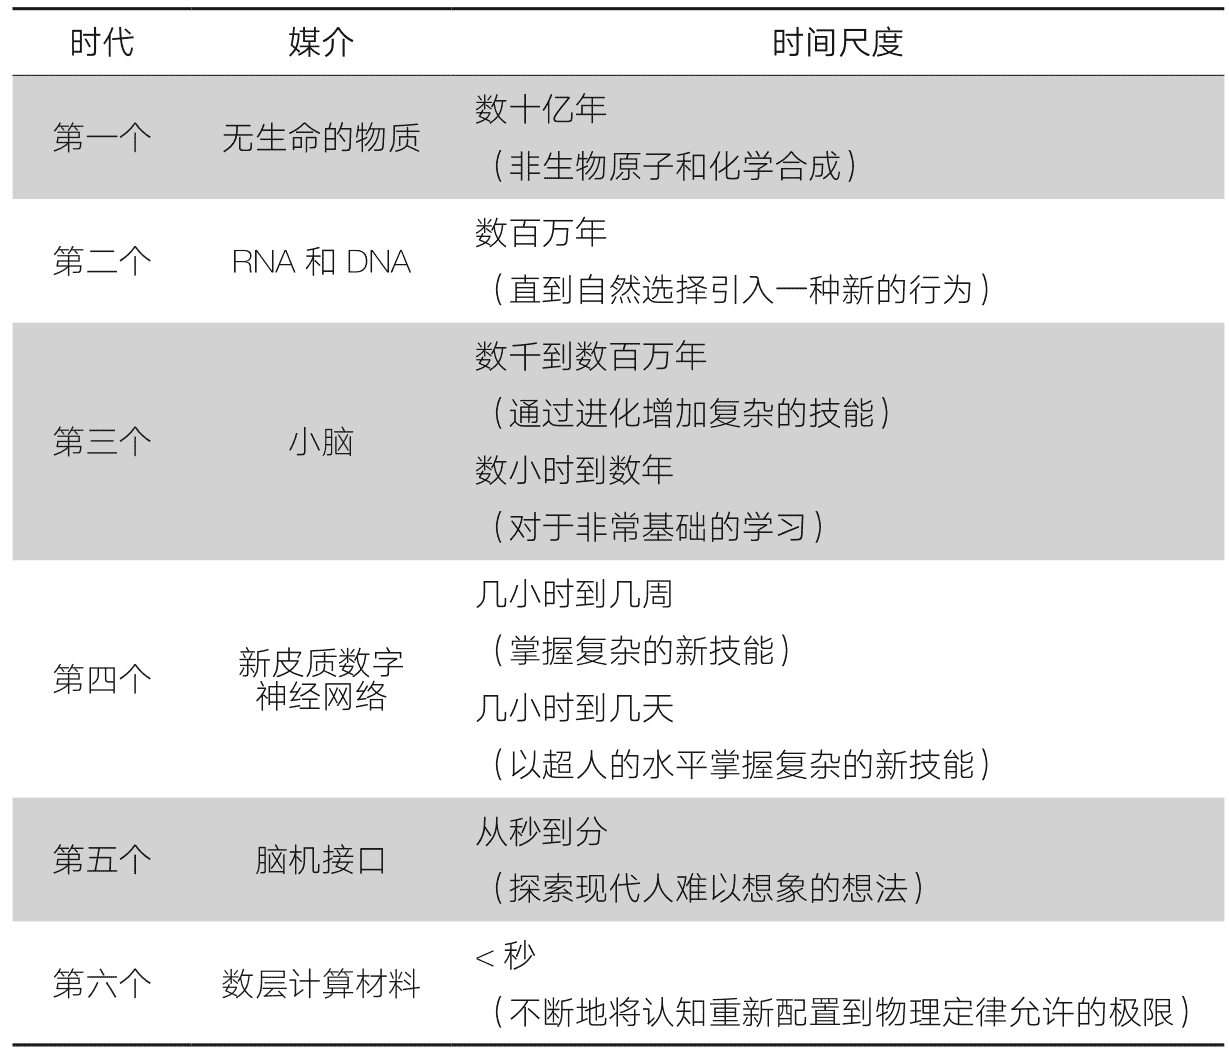 时代 媒介 时间尺度
第一个 无生命的物质 数十亿年
（非生物原子和化学合成）
第二个 RNA 和 DNA 数百万年
（直到自然选择引入一种新的行为）
第三个 小脑 数千到数百万年
（通过进化增加复杂的技能）
数小时到数年
（对于非常基础的学习）
第四个 新皮质数字
神经网络
几小时到几周
（掌握复杂的新技能）
几小时到几天
（以超人的水平掌握复杂的新技能）
第五个 脑机接口 从秒到分
（探索现代人难以想象的想法）
第六个 数层计算材料 < 秒
（不断地将认知重新配置到物理定律允许的极限）